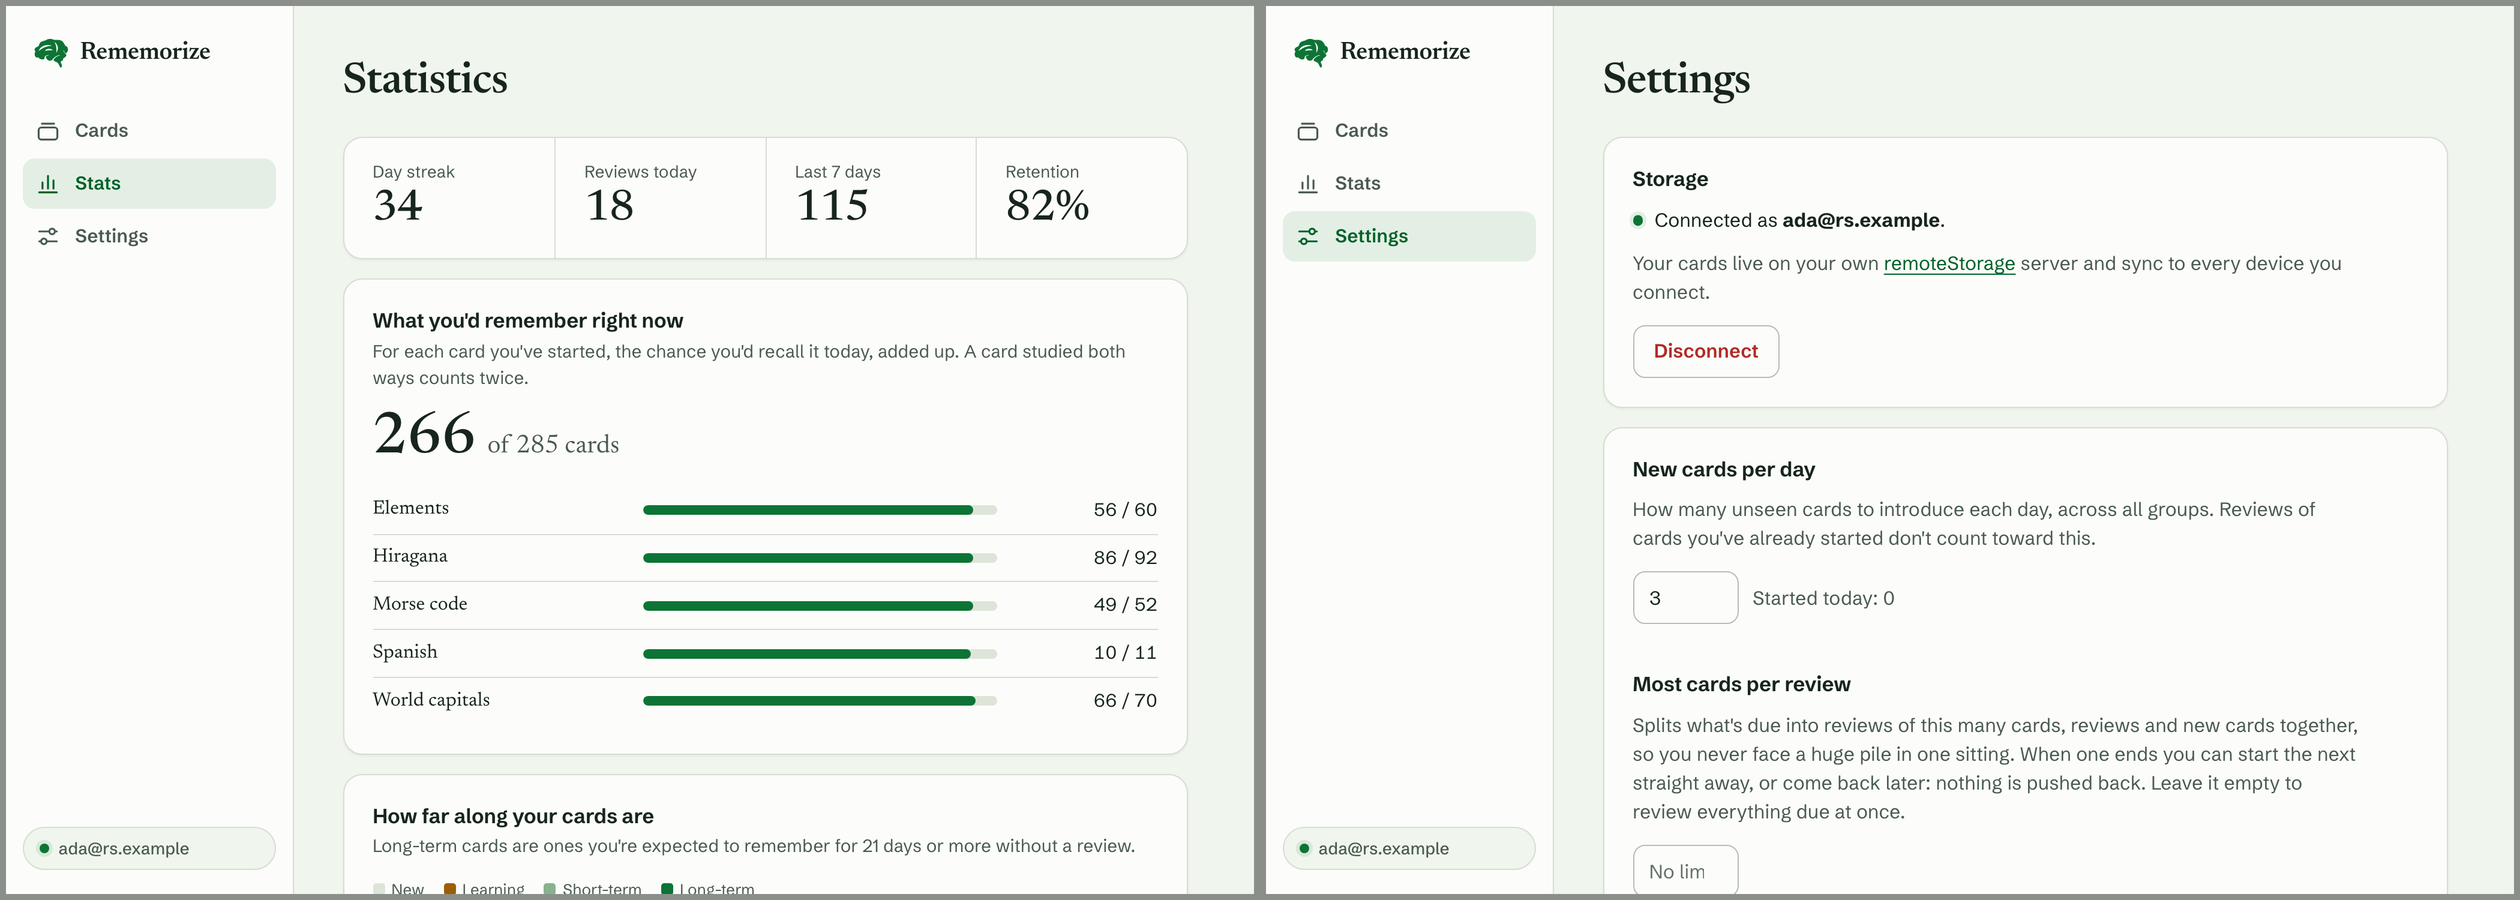 Rememorize
Cards
Stats
Settings
ada@rs.example
Statistics
Day streak
34
Reviews today
18
Last 7 days
115
Retention
82%
What you'd remember right now
For each card you've started, the chance you'd recall it today, added up. A card studied both
ways counts twice.
266 of 285 cards
Elements 56 / 60
Hiragana 86 / 92
Morse code 49 / 52
Spanish 10 / 11
World capitals 66 / 70
How far along your cards are
Long-term cards are ones you're expected to remember for 21 days or more without a review.
New Learning Short-term Long-term
Rememorize
Cards
Stats
Settings
ada@rs.example
Settings
Storage
Connected as ada@rs.example.
Your cards live on your own remoteStorage server and sync to every device you
connect.
Disconnect
New cards per day
How many unseen cards to introduce each day, across all groups. Reviews of
cards you've already started don't count toward this.
3 Started today: 0
Most cards per review
Splits what's due into reviews of this many cards, reviews and new cards together,
so you never face a huge pile in one sitting. When one ends you can start the next
straight away, or come back later: nothing is pushed back. Leave it empty to
review everything due at once.
No lim